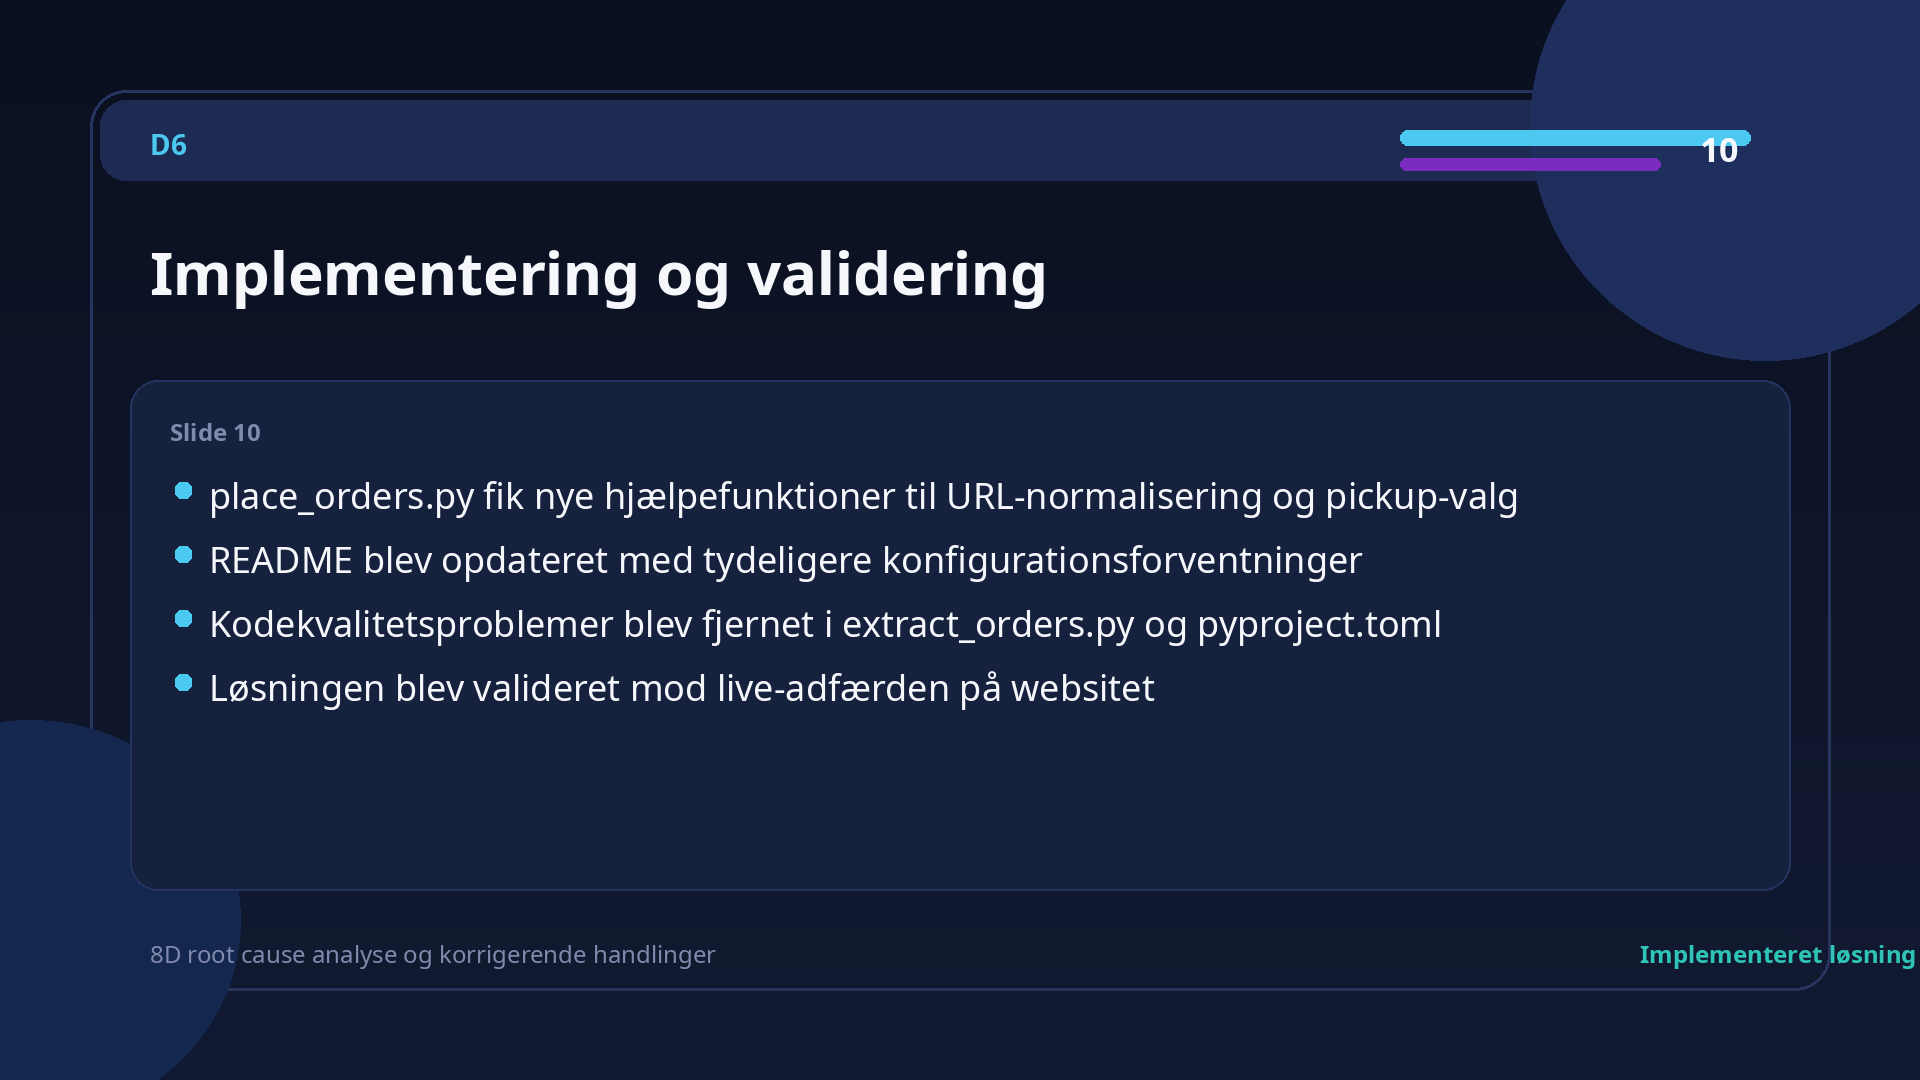 D6
10
Implementering og validering
Slide 10
place_orders.py fik nye hjælpefunktioner til URL-normalisering og pickup-valg
README blev opdateret med tydeligere konfigurationsforventninger
Kodekvalitetsproblemer blev fjernet i extract_orders.py og pyproject.toml
Løsningen blev valideret mod live-adfærden på websitet
8D root cause analyse og korrigerende handlinger
Implementeret løsning